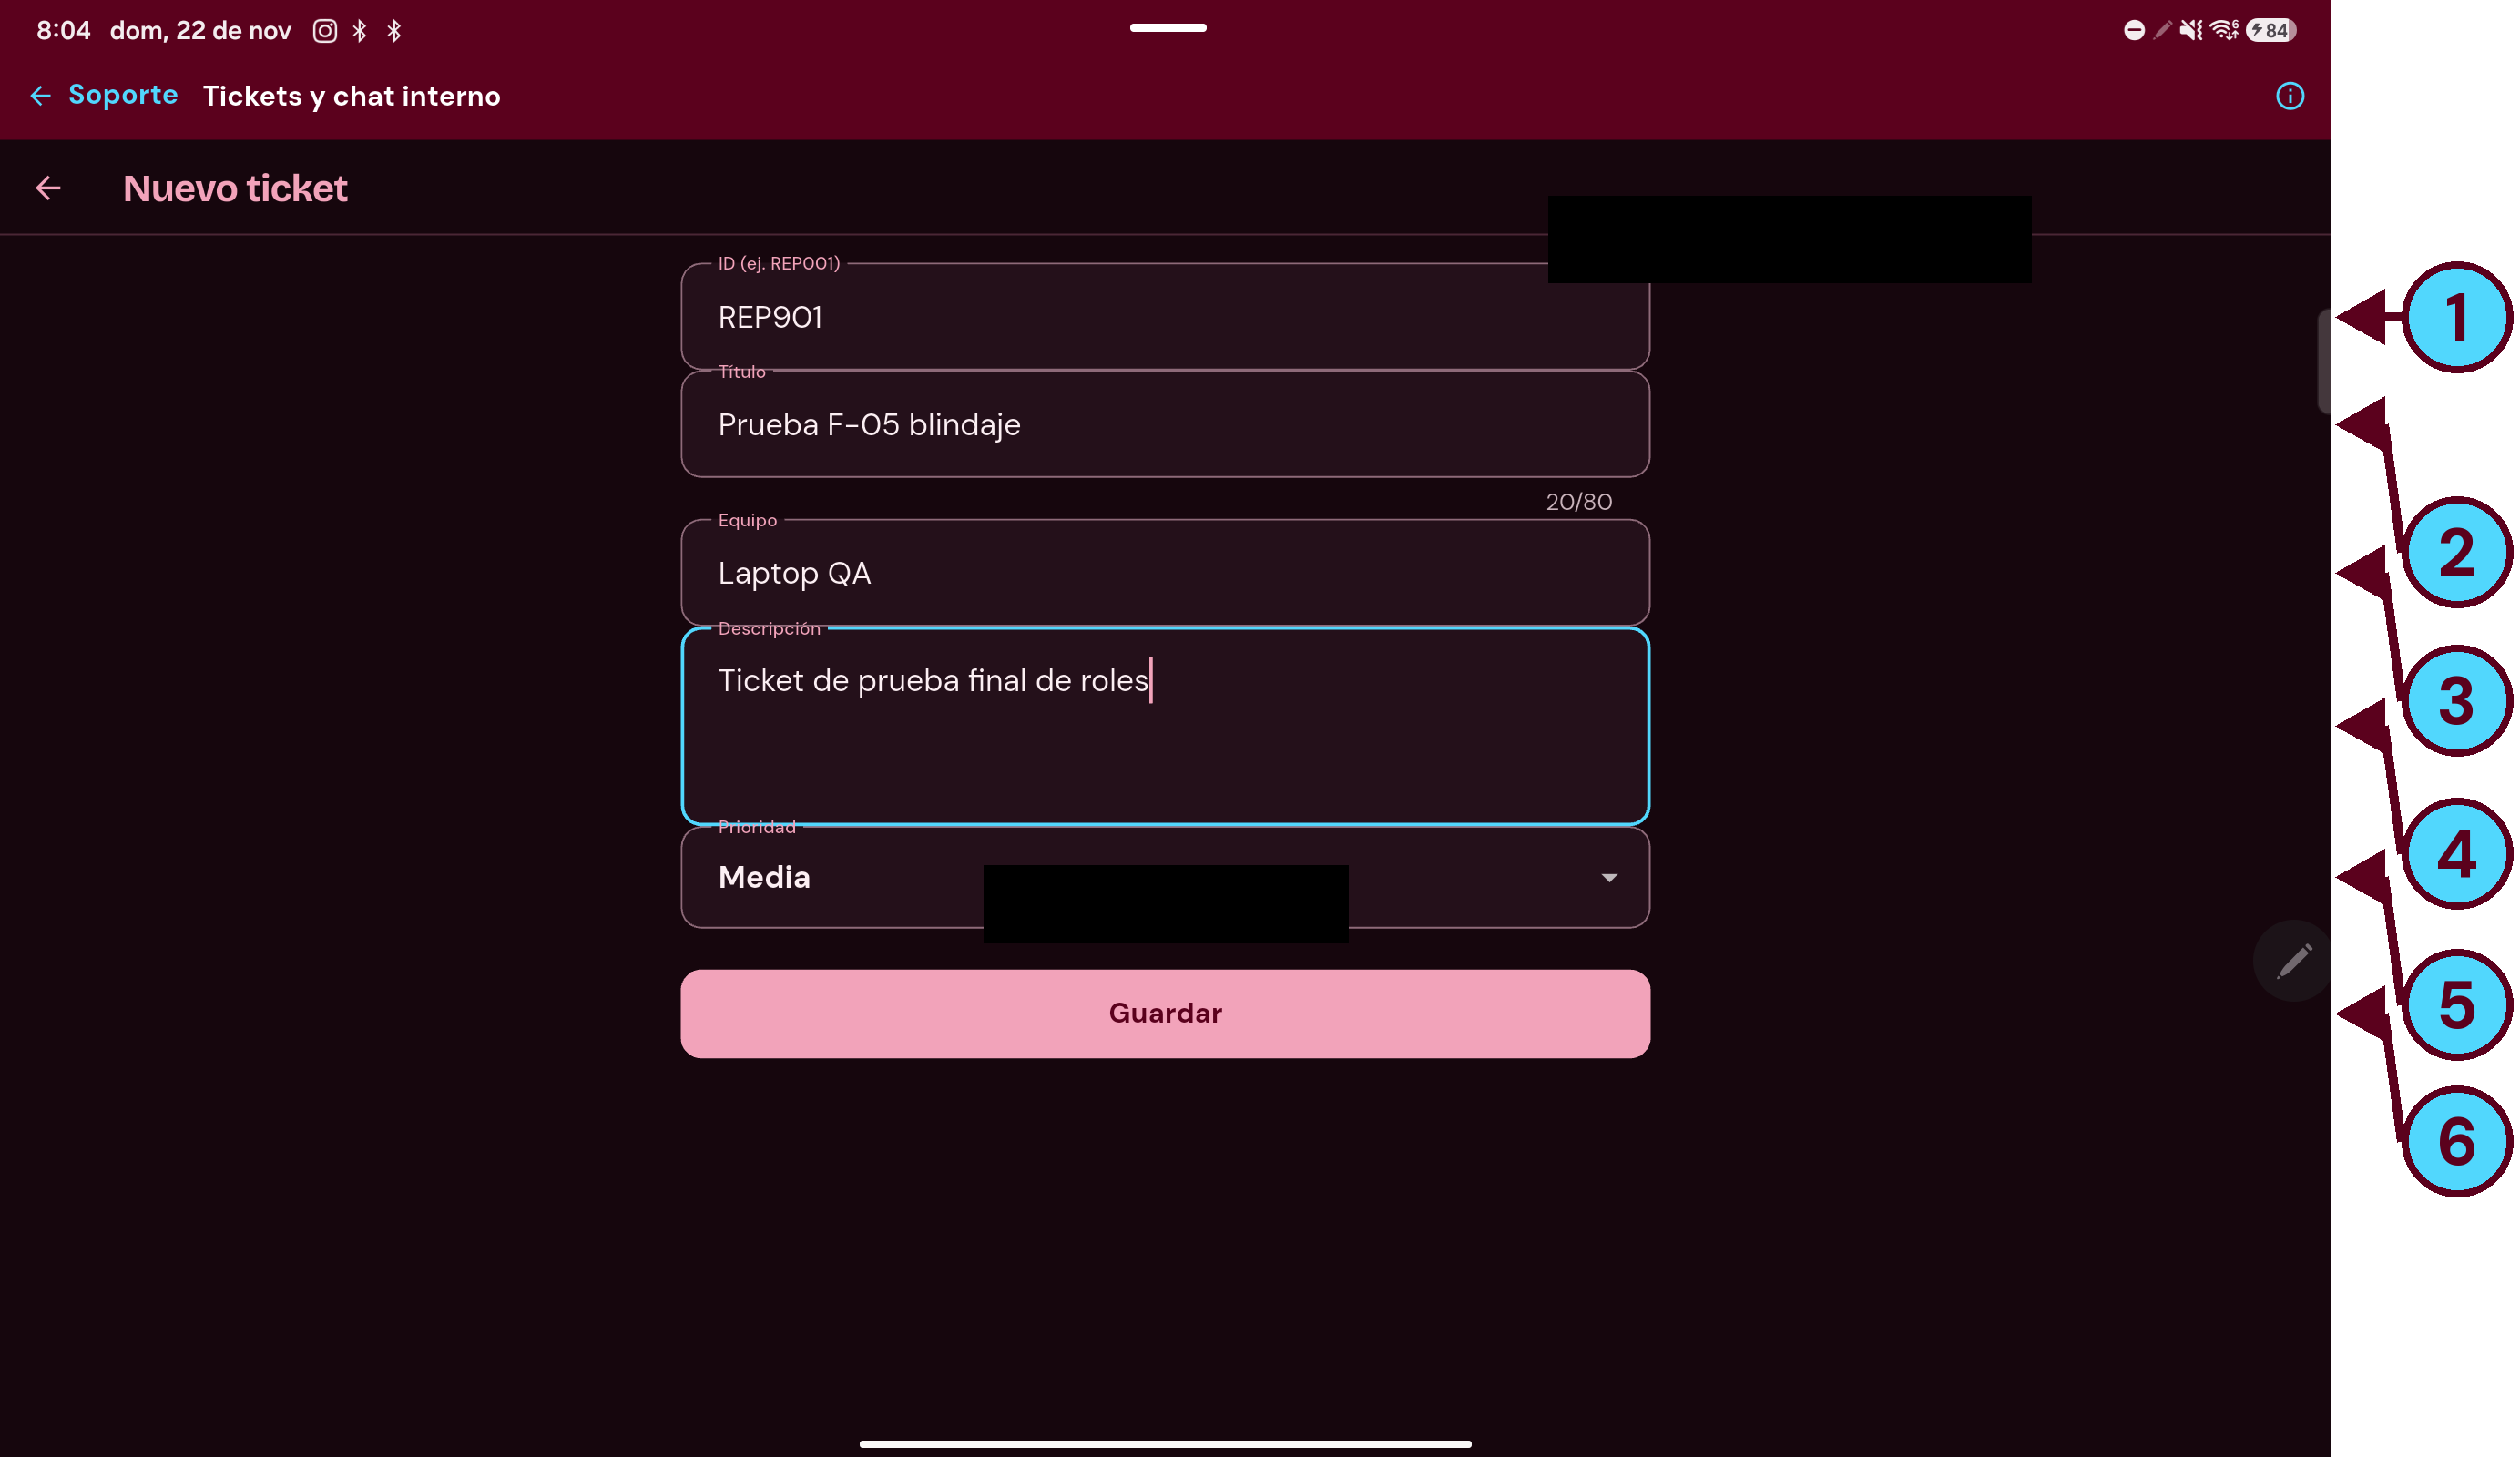 8:04 dom, 22 de nov 6 84
Soporte Tickets y chat interno
Nuevo ticket
ID (ej. REP001)
REP901
1
Título
Prueba F-05 blindaje
20/80
2
Equipo
Laptop QA
3
Descripción
Ticket de prueba final de roles
4
Prioridad
Media
5
Guardar
6